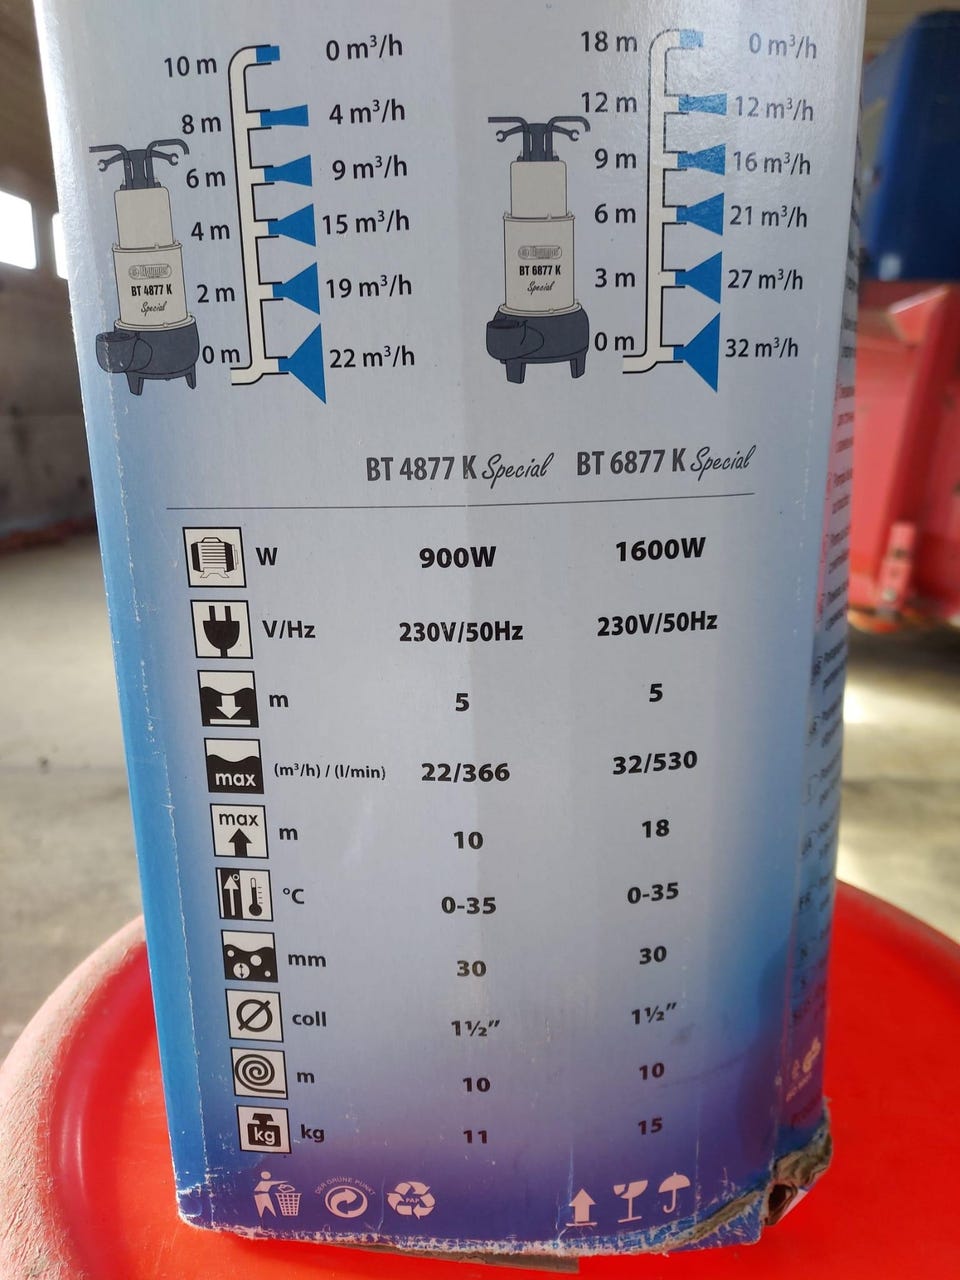 10 m 0 m³/h
8 m 4 m³/h
6 m 9 m³/h
4 m 15 m³/h
2 m 19 m³/h
0 m 22 m³/h
BT 4877 K
Special
18 m 0 m³/h
12 m 12 m³/h
9 m 16 m³/h
6 m 21 m³/h
3 m 27 m³/h
0 m 32 m³/h
BT 6877 K
Special
BT 4877 K Special BT 6877 K Special
W 900W 1600W
V/Hz 230V/50Hz 230V/50Hz
m 5 5
max (m³/h) / (l/min) 22/366 32/530
max m 10 18
°C 0-35 0-35
mm 30 30
coll 1½” 1½”
m 10 10
kg kg 11 15
DER GRÜNE PUNKT
PAP